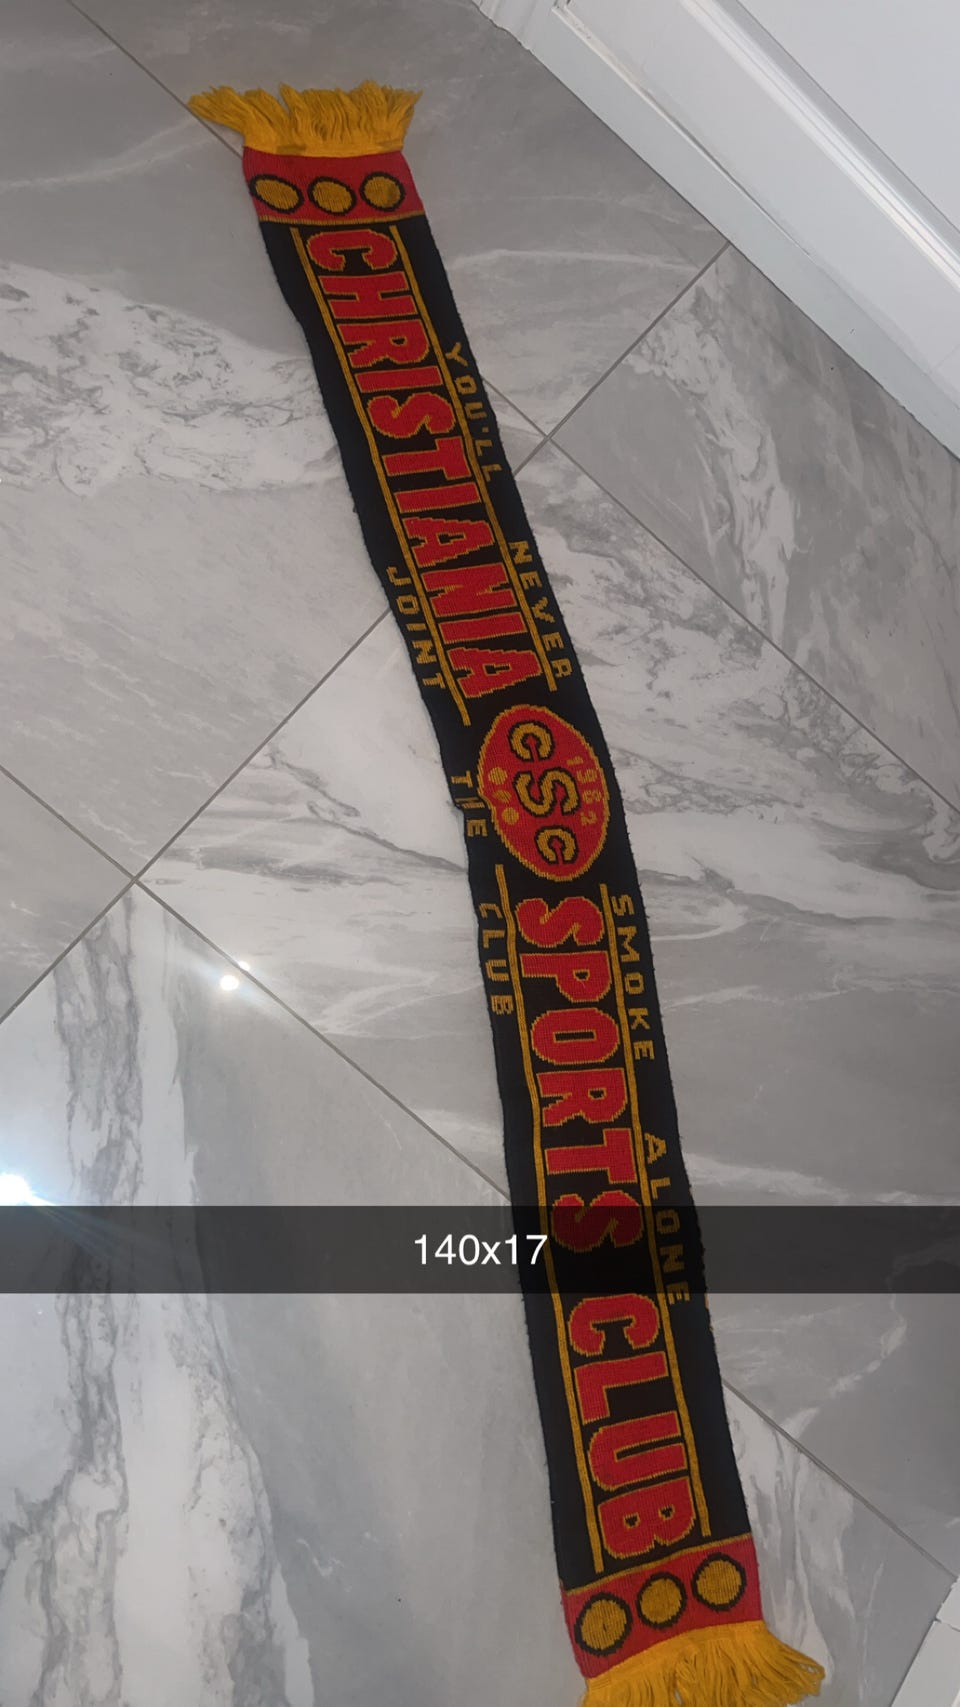 YOU'LL NEVER SMOKE ALONE
CHRISTIANIA
1982
CSC
SPORTS CLUB
JOINT THE CLUB
140x17